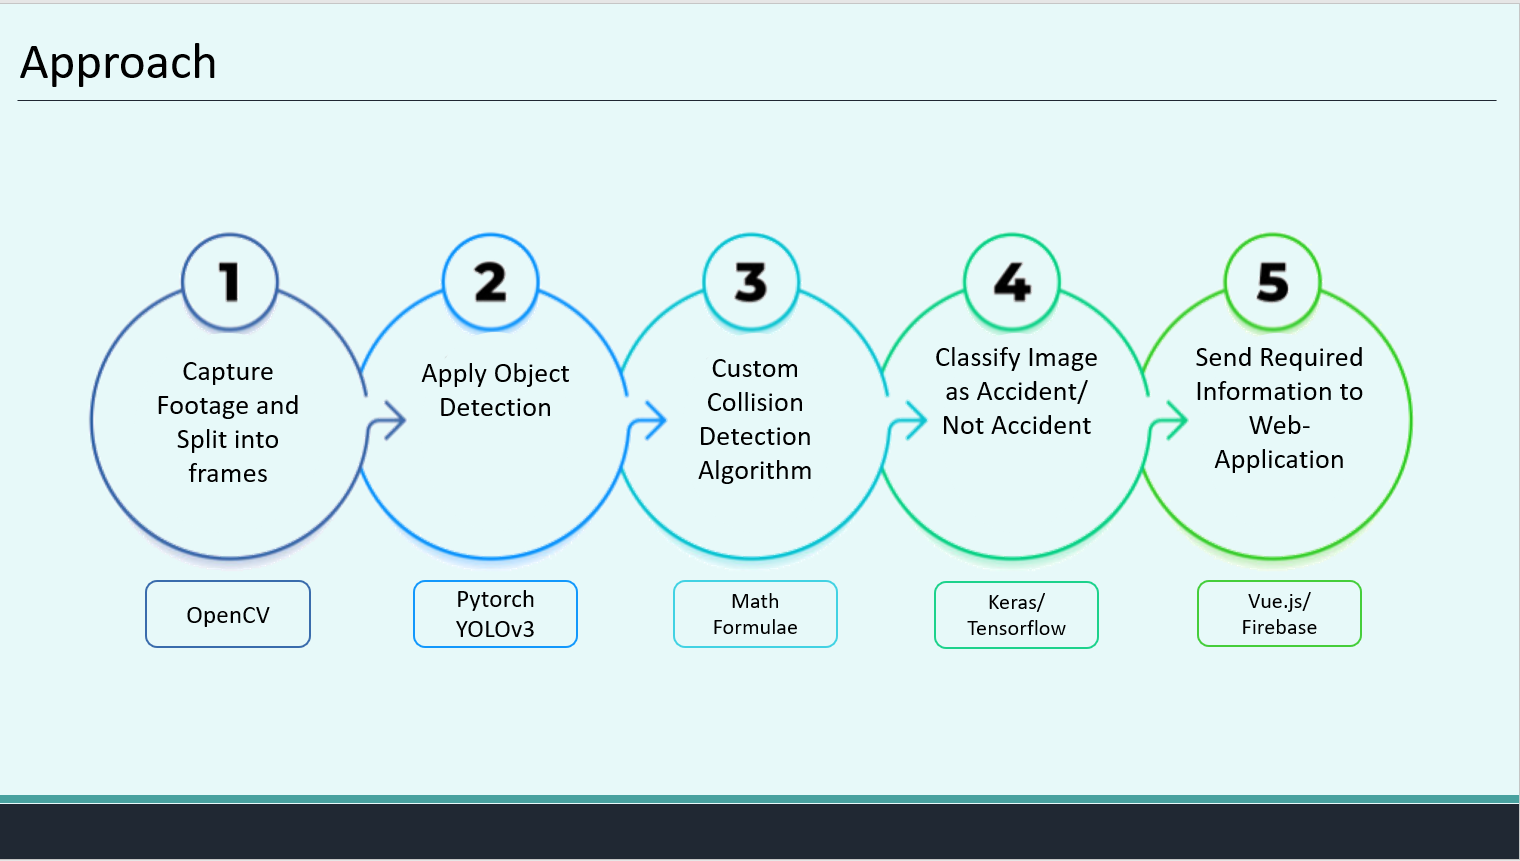 Approach
1
Capture
Footage and
Split into
frames
OpenCV
2
Apply Object
Detection
Pytorch
YOLOv3
3
Custom
Collision
Detection
Algorithm
Math
Formulae
4
Classify Image
as Accident/
Not Accident
Keras/
Tensorflow
5
Send Required
Information to
Web-
Application
Vue.js/
Firebase